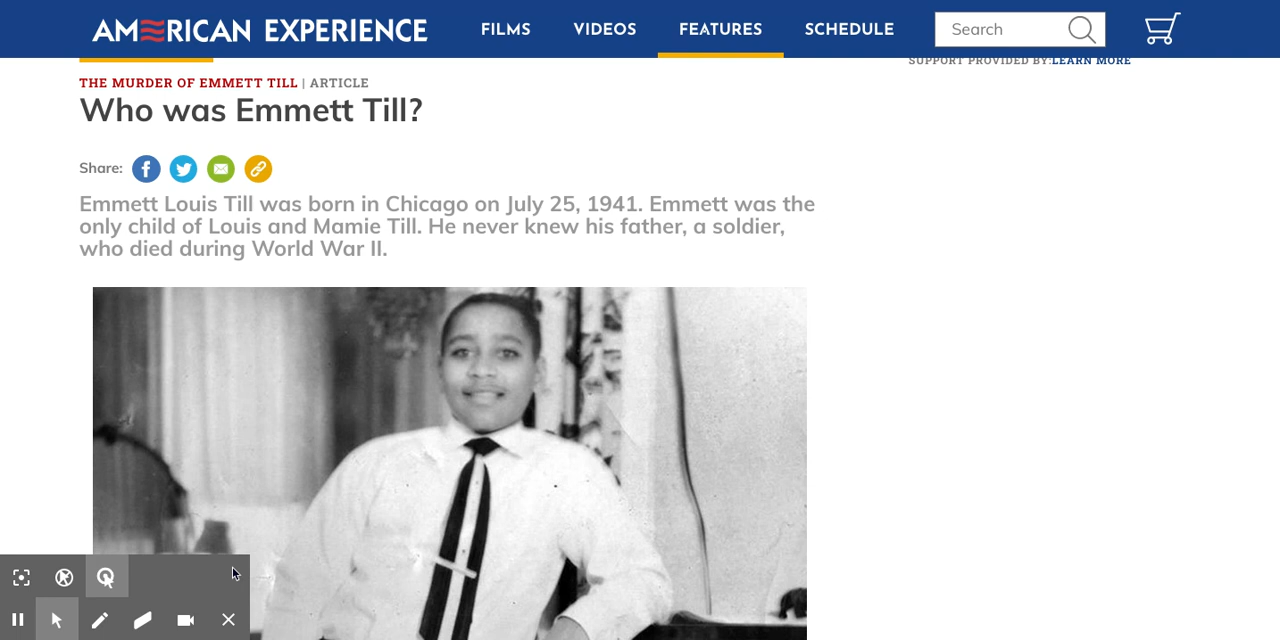 AMERICAN EXPERIENCE FILMS VIDEOS FEATURES SCHEDULE Search
SUPPORT PROVIDED BY:LEARN MORE
THE MURDER OF EMMETT TILL | ARTICLE
Who was Emmett Till?
Share:
Emmett Louis Till was born in Chicago on July 25, 1941. Emmett was the
only child of Louis and Mamie Till. He never knew his father, a soldier,
who died during World War II.